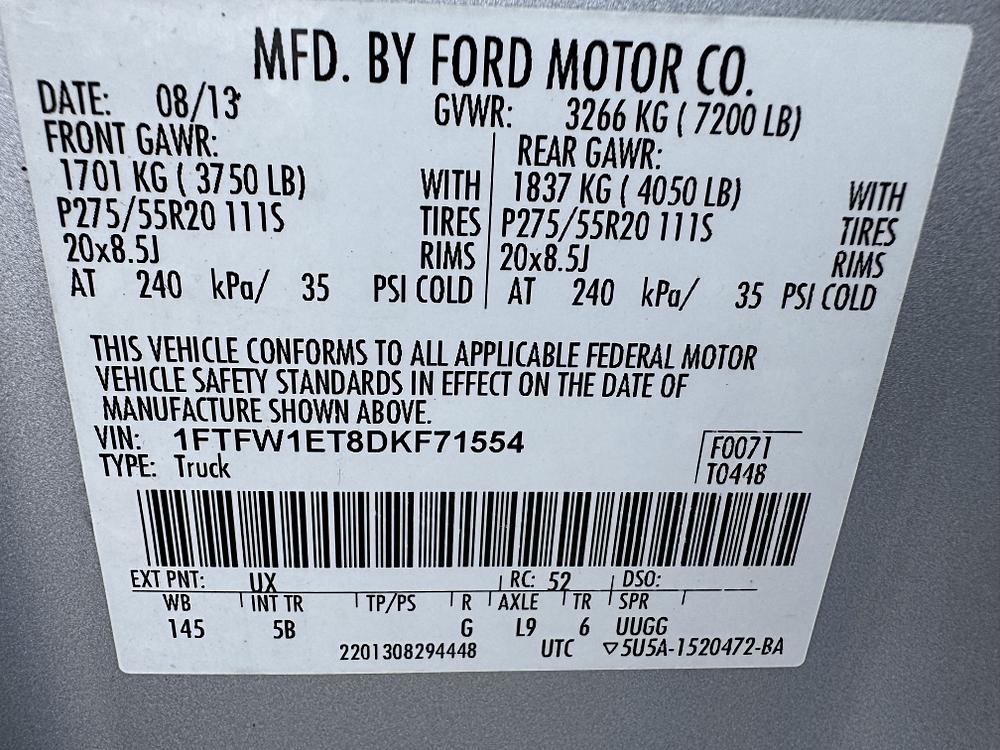 MFD. BY FORD MOTOR CO.
DATE: 08/13 GVWR: 3266 KG ( 7200 LB)
FRONT GAWR: REAR GAWR:
1701 KG ( 3750 LB) WITH 1837 KG ( 4050 LB) WITH
P275/55R20 111S TIRES P275/55R20 111S TIRES
20x8.5J RIMS 20x8.5J RIMS
AT 240 kPa/ 35 PSI COLD AT 240 kPa/ 35 PSI COLD
THIS VEHICLE CONFORMS TO ALL APPLICABLE FEDERAL MOTOR
VEHICLE SAFETY STANDARDS IN EFFECT ON THE DATE OF
MANUFACTURE SHOWN ABOVE.
VIN: 1FTFW1ET8DKF71554 F0071
TYPE: Truck T0448
EXT PNT: UX RC: 52 DSO:
WB INT TR TP/PS R AXLE TR SPR
145 5B G L9 6 UUGG
2201308294448 UTC ▽5U5A-1520472-BA